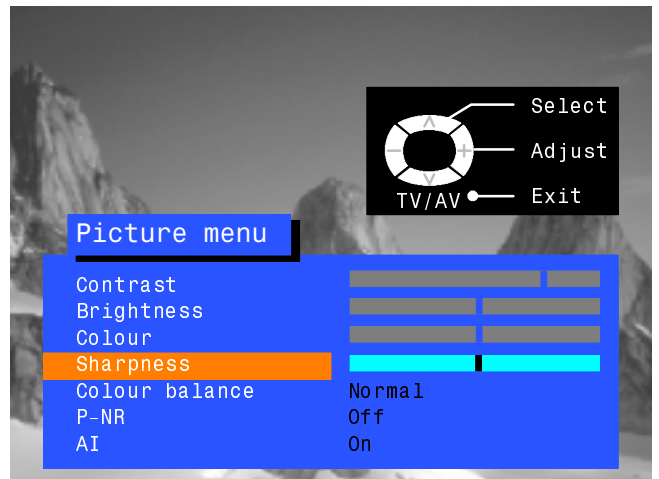 Select
Adjust
TV/AV Exit
Picture menu
Contrast
Brightness
Colour
Sharpness
Colour balance Normal
P-NR Off
AI On